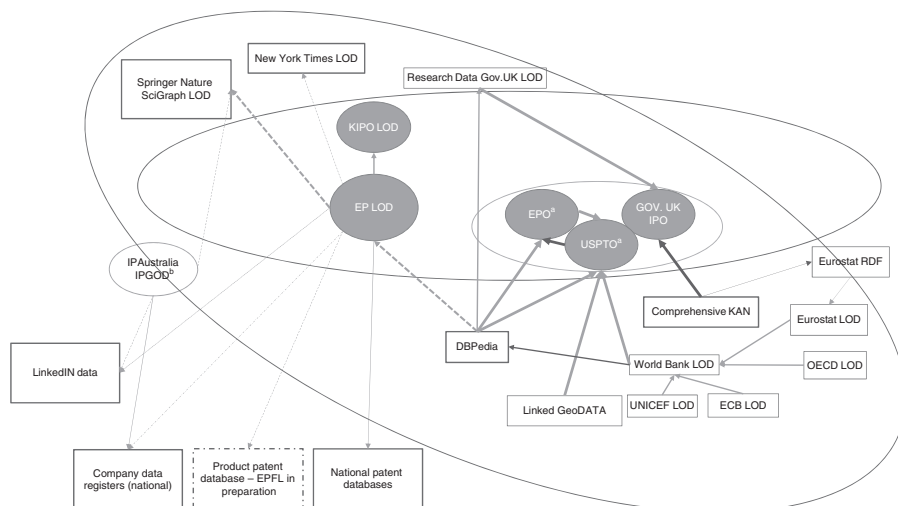 New York Times LOD
Springer Nature
SciGraph LOD
Research Data Gov.UK LOD
KIPO LOD
EP LOD
EPOª
GOV. UK
IPO
USPTOª
IPAustralia
IPGODᵇ
Eurostat RDF
Comprehensive KAN
Eurostat LOD
DBPedia
World Bank LOD
OECD LOD
LinkedIN data
Linked GeoDATA
UNICEF LOD
ECB LOD
Company data
registers (national)
Product patent
database – EPFL in
preparation
National patent
databases